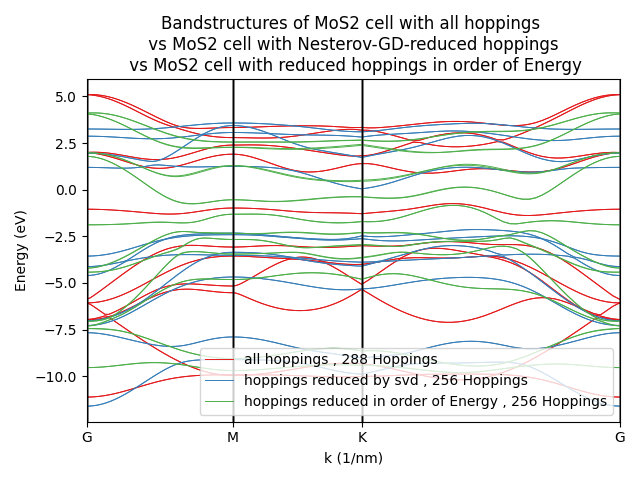 Bandstructures of MoS2 cell with all hoppings
vs MoS2 cell with Nesterov-GD-reduced hoppings
vs MoS2 cell with reduced hoppings in order of Energy
5.0
2.5
0.0
−2.5
−5.0
−7.5
−10.0
Energy (eV)
all hoppings , 288 Hoppings
hoppings reduced by svd , 256 Hoppings
hoppings reduced in order of Energy , 256 Hoppings
G M K G
k (1/nm)